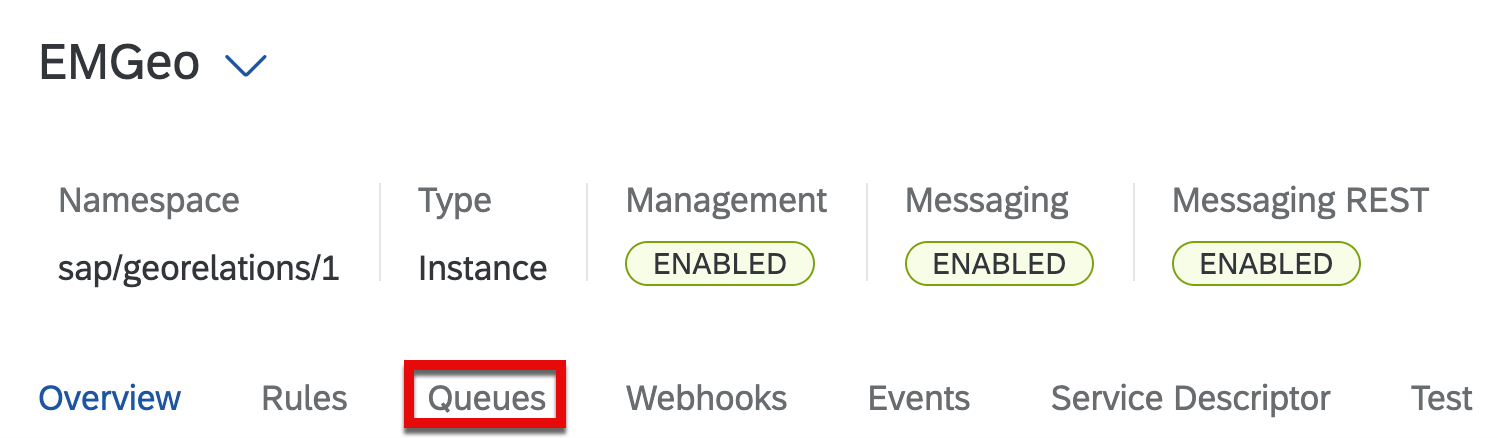 EMGeo
Namespace Type Management Messaging Messaging REST
sap/georelations/1 Instance ENABLED ENABLED ENABLED
Overview Rules Queues Webhooks Events Service Descriptor Test